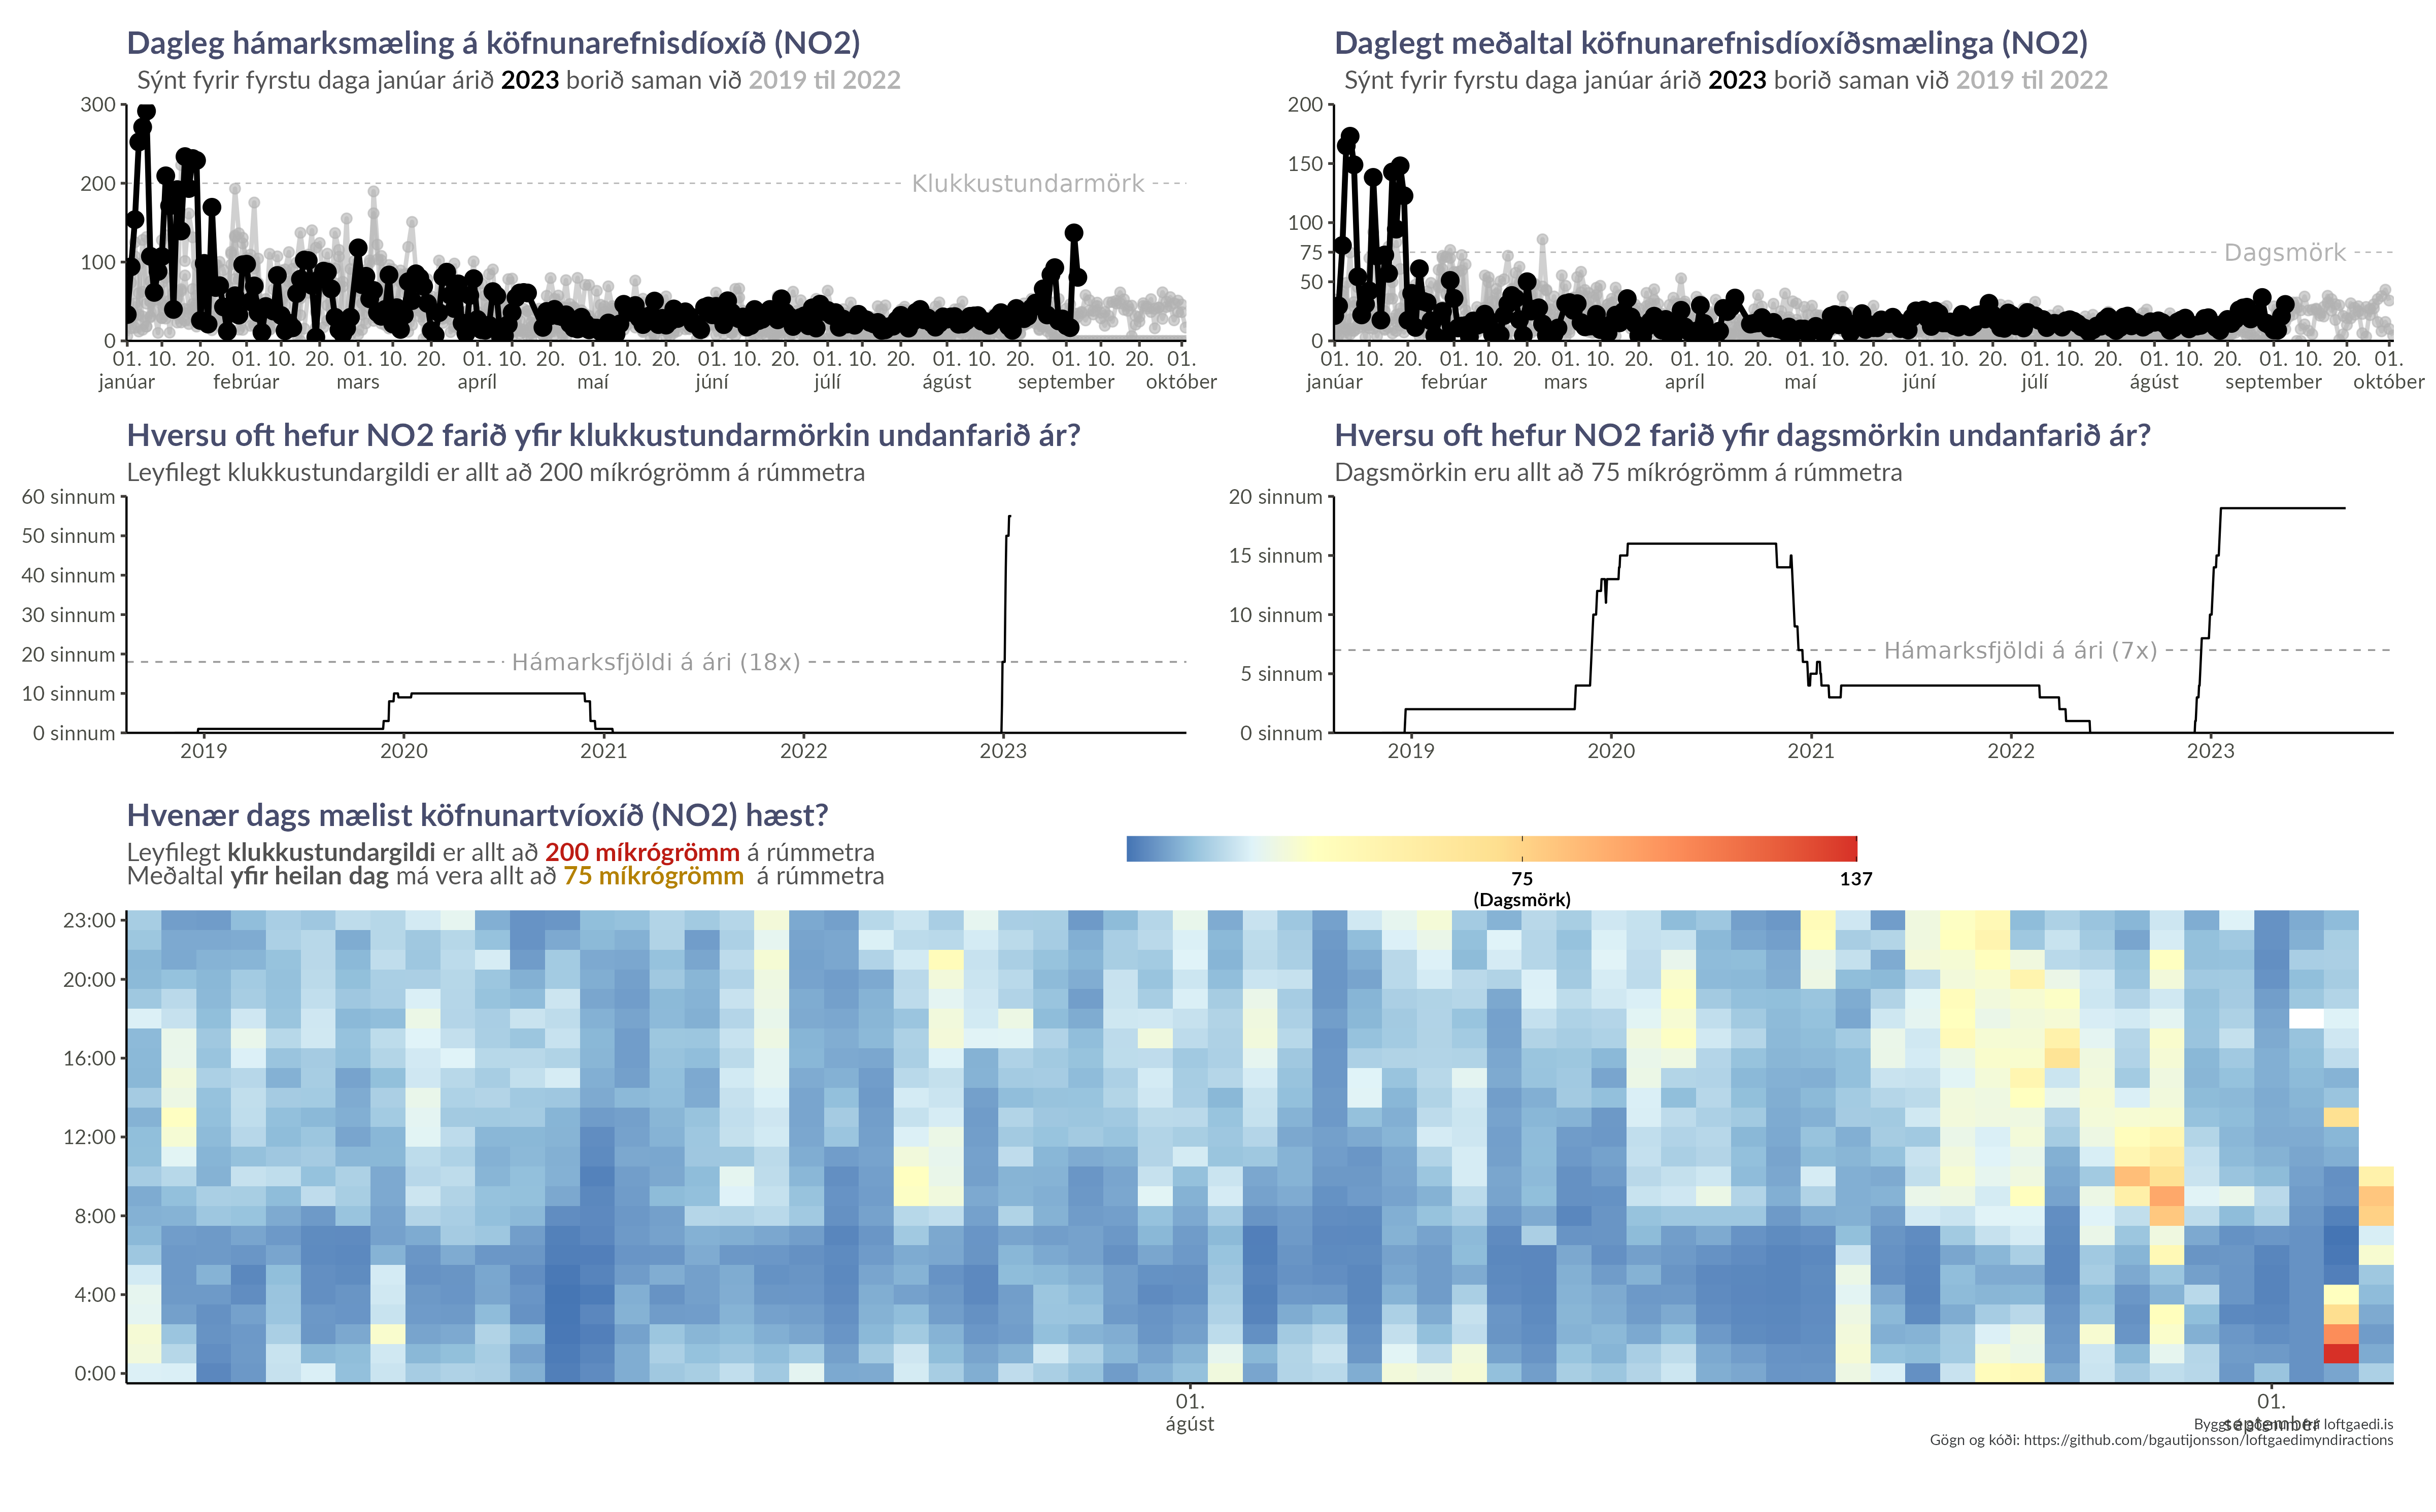 Dagleg hámarksmæling á köfnunarefnisdíoxíð (NO2)
Sýnt fyrir fyrstu daga janúar árið 2023 borið saman við 2019 til 2022
300
200
100
0
Klukkustundarmörk
01. 10. 20. 01. 10. 20. 01. 10. 20. 01. 10. 20. 01. 10. 20. 01. 10. 20. 01. 10. 20. 01. 10. 20. 01. 10. 20. 01.
janúar febrúar mars apríl maí júní júlí ágúst september október
Daglegt meðaltal köfnunarefnisdíoxíðsmælinga (NO2)
Sýnt fyrir fyrstu daga janúar árið 2023 borið saman við 2019 til 2022
200
150
100
75
50
0
Dagsmörk
01. 10. 20. 01. 10. 20. 01. 10. 20. 01. 10. 20. 01. 10. 20. 01. 10. 20. 01. 10. 20. 01. 10. 20. 01. 10. 20. 01.
janúar febrúar mars apríl maí júní júlí ágúst september október
Hversu oft hefur NO2 farið yfir klukkustundarmörkin undanfarið ár?
Leyfilegt klukkustundargildi er allt að 200 míkrógrömm á rúmmetra
60 sinnum
50 sinnum
40 sinnum
30 sinnum
20 sinnum
10 sinnum
0 sinnum
Hámarksfjöldi á ári (18x)
2019 2020 2021 2022 2023
Hversu oft hefur NO2 farið yfir dagsmörkin undanfarið ár?
Dagsmörkin eru allt að 75 míkrógrömm á rúmmetra
20 sinnum
15 sinnum
10 sinnum
5 sinnum
0 sinnum
Hámarksfjöldi á ári (7x)
2019 2020 2021 2022 2023
Hvenær dags mælist köfnunartvíoxíð (NO2) hæst?
Leyfilegt klukkustundargildi er allt að 200 míkrógrömm á rúmmetra
Meðaltal yfir heilan dag má vera allt að 75 míkrógrömm á rúmmetra
75 137
(Dagsmörk)
23:00
20:00
16:00
12:00
8:00
4:00
0:00
01. 01.
ágúst september
Byggt á gögnum frá loftgaedi.is
Gögn og kóði: https://github.com/bgautijonsson/loftgaedimyndiractions